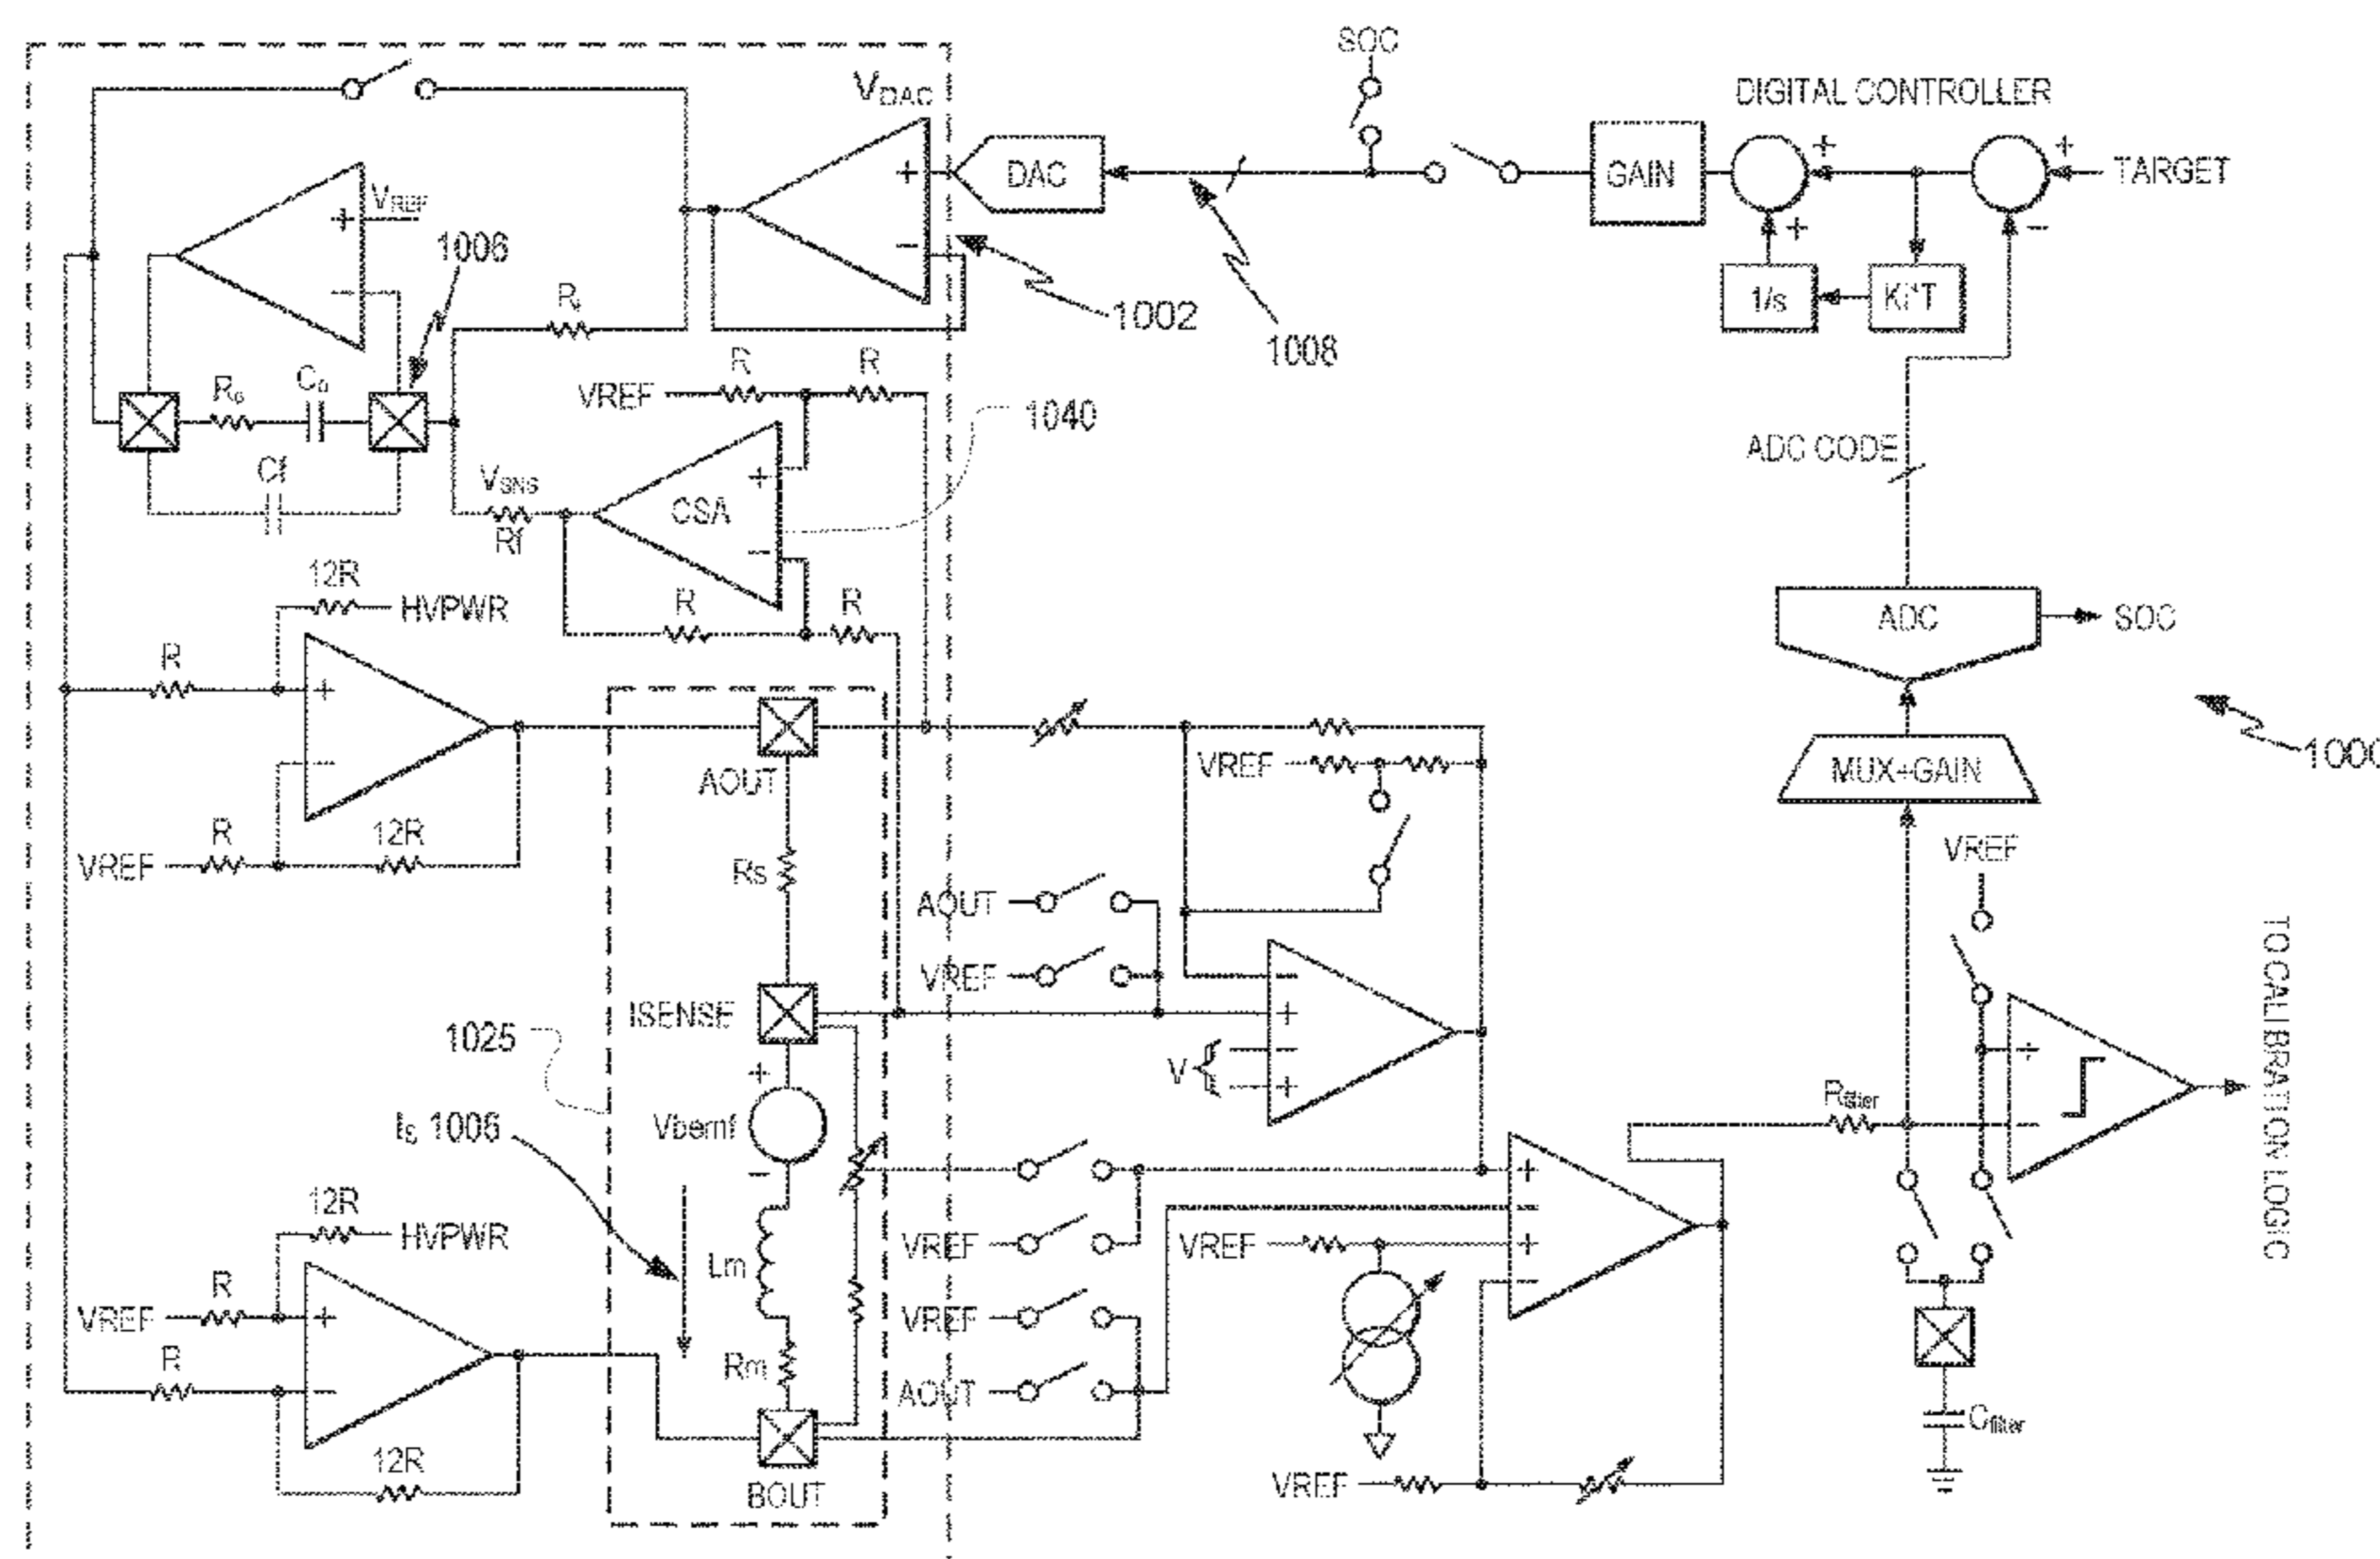 SOC
VDAC
DIGITAL CONTROLLER
+
DAC
GAIN
+
+
TARGET
VREF
+
+
-
1006
-
1/s
Ki*T
1002
1008
R
R
VREF
Cf
1040
ADC CODE
VSNS
+
CSA
Rf
-
12R
HVPWR
R
R
ADC
SOC
R
+
-
VREF
MUX+GAIN
1000
AOUT
R
12R
VREF
VREF
Rs
AOUT
VREF
-
ISENSE
+
1025
-
V
+
+
+
TO CALIBRATION LOGIC
Vbemf
Rfilter
IS 1006
-
-
12R
HVPWR
+
-
Lm
VREF
VREF
+
R
VREF
+
VREF
-
R
Rm
-
AOUT
Cfilter
12R
BOUT
VREF